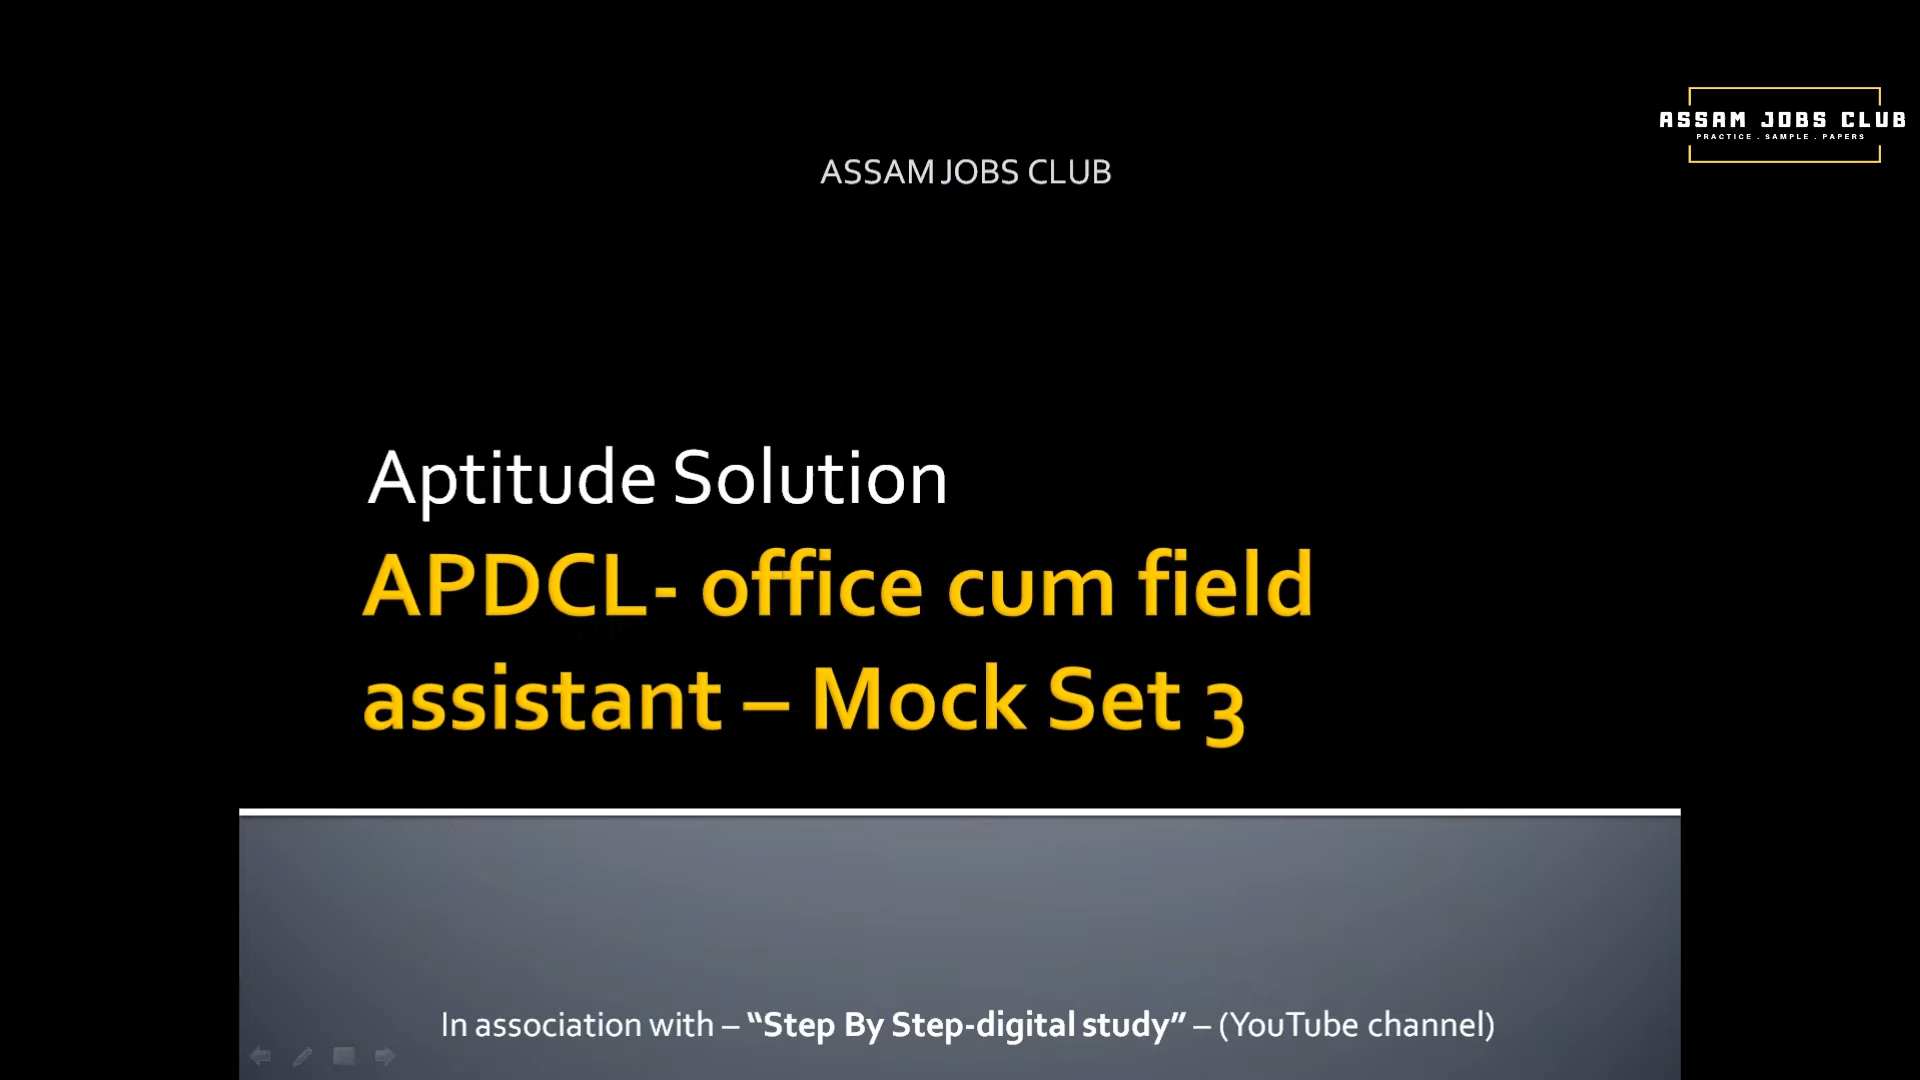 ASSAM JOBS CLUB
PRACTICE . SAMPLE . PAPERS
ASSAM JOBS CLUB
Aptitude Solution
APDCL- office cum field
assistant – Mock Set 3
In association with – “Step By Step-digital study” – (YouTube channel)